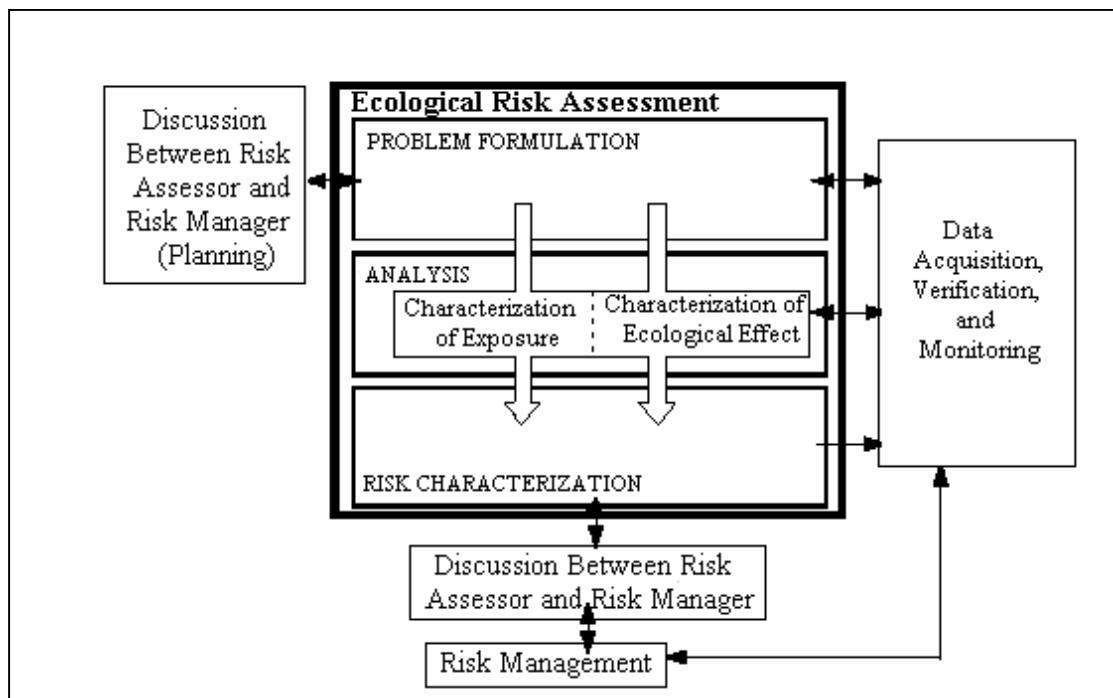 Ecological Risk Assessment
Discussion
Between Risk
Assessor and
Risk Manager
(Planning)
PROBLEM FORMULATION
ANALYSIS
Characterization
of Exposure
Characterization of
Ecological Effect
RISK CHARACTERIZATION
Data
Acquisition,
Verification,
and
Monitoring
Discussion Between Risk
Assessor and Risk Manager
Risk Management